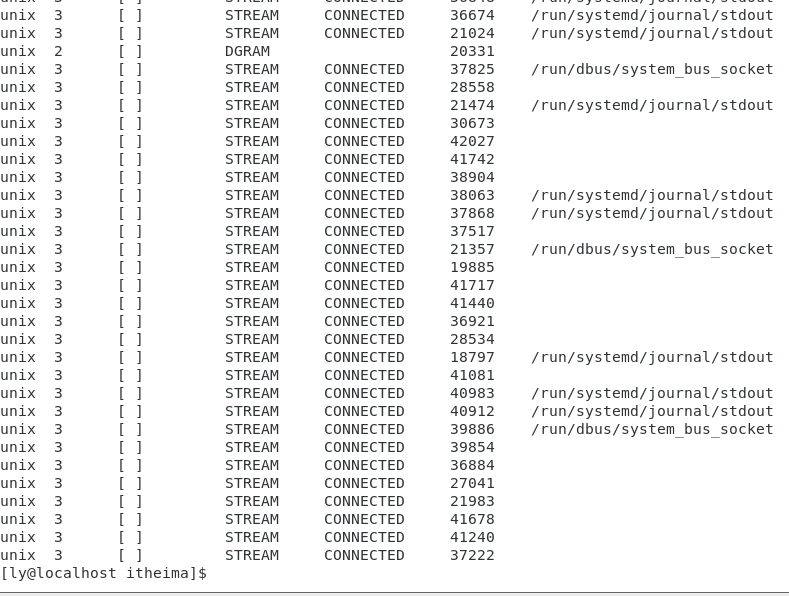 unix  3      [ ]         STREAM     CONNECTED     36674    /run/systemd/journal/stdout
unix  3      [ ]         STREAM     CONNECTED     21024    /run/systemd/journal/stdout
unix  2      [ ]         DGRAM                    20331
unix  3      [ ]         STREAM     CONNECTED     37825    /run/dbus/system_bus_socket
unix  3      [ ]         STREAM     CONNECTED     28558
unix  3      [ ]         STREAM     CONNECTED     21474    /run/systemd/journal/stdout
unix  3      [ ]         STREAM     CONNECTED     30673
unix  3      [ ]         STREAM     CONNECTED     42027
unix  3      [ ]         STREAM     CONNECTED     41742
unix  3      [ ]         STREAM     CONNECTED     38904
unix  3      [ ]         STREAM     CONNECTED     38063    /run/systemd/journal/stdout
unix  3      [ ]         STREAM     CONNECTED     37868    /run/systemd/journal/stdout
unix  3      [ ]         STREAM     CONNECTED     37517
unix  3      [ ]         STREAM     CONNECTED     21357    /run/dbus/system_bus_socket
unix  3      [ ]         STREAM     CONNECTED     19885
unix  3      [ ]         STREAM     CONNECTED     41717
unix  3      [ ]         STREAM     CONNECTED     41440
unix  3      [ ]         STREAM     CONNECTED     36921
unix  3      [ ]         STREAM     CONNECTED     28534
unix  3      [ ]         STREAM     CONNECTED     18797    /run/systemd/journal/stdout
unix  3      [ ]         STREAM     CONNECTED     41081
unix  3      [ ]         STREAM     CONNECTED     40983    /run/systemd/journal/stdout
unix  3      [ ]         STREAM     CONNECTED     40912    /run/systemd/journal/stdout
unix  3      [ ]         STREAM     CONNECTED     39886    /run/dbus/system_bus_socket
unix  3      [ ]         STREAM     CONNECTED     39854
unix  3      [ ]         STREAM     CONNECTED     36884
unix  3      [ ]         STREAM     CONNECTED     27041
unix  3      [ ]         STREAM     CONNECTED     21983
unix  3      [ ]         STREAM     CONNECTED     41678
unix  3      [ ]         STREAM     CONNECTED     41240
unix  3      [ ]         STREAM     CONNECTED     37222
[ly@localhost itheima]$